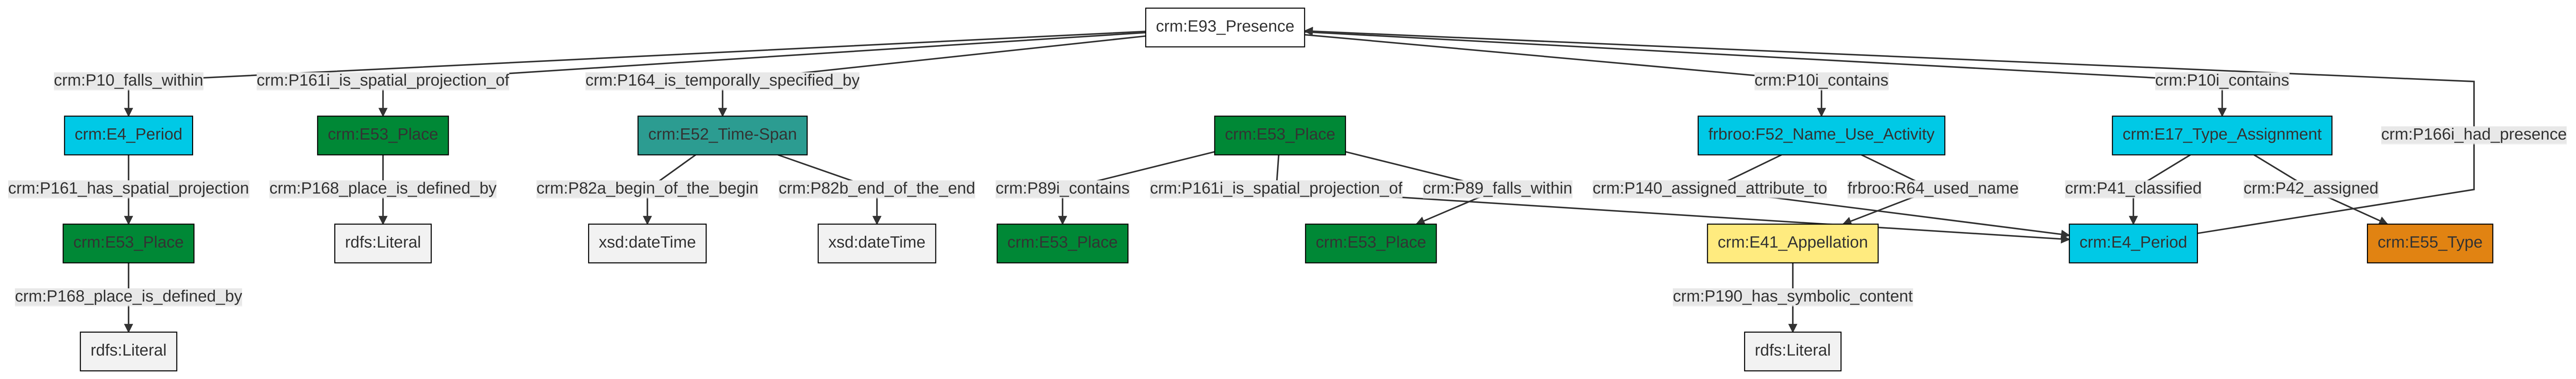 crm:E93_Presence
crm:P10_falls_within
crm:P161i_is_spatial_projection_of
crm:P164_is_temporally_specified_by
crm:P10i_contains
crm:P10i_contains
crm:E4_Period
crm:E53_Place
crm:E52_Time-Span
crm:E53_Place
frbroo:F52_Name_Use_Activity
crm:E17_Type_Assignment
crm:P166i_had_presence
crm:P161_has_spatial_projection
crm:P168_place_is_defined_by
crm:P82a_begin_of_the_begin
crm:P82b_end_of_the_end
crm:P89i_contains
crm:P161i_is_spatial_projection_of
crm:P89_falls_within
crm:P140_assigned_attribute_to
frbroo:R64_used_name
crm:P41_classified
crm:P42_assigned
crm:E53_Place
rdfs:Literal
xsd:dateTime
xsd:dateTime
crm:E53_Place
crm:E53_Place
crm:E41_Appellation
crm:E4_Period
crm:E55_Type
crm:P168_place_is_defined_by
crm:P190_has_symbolic_content
rdfs:Literal
rdfs:Literal